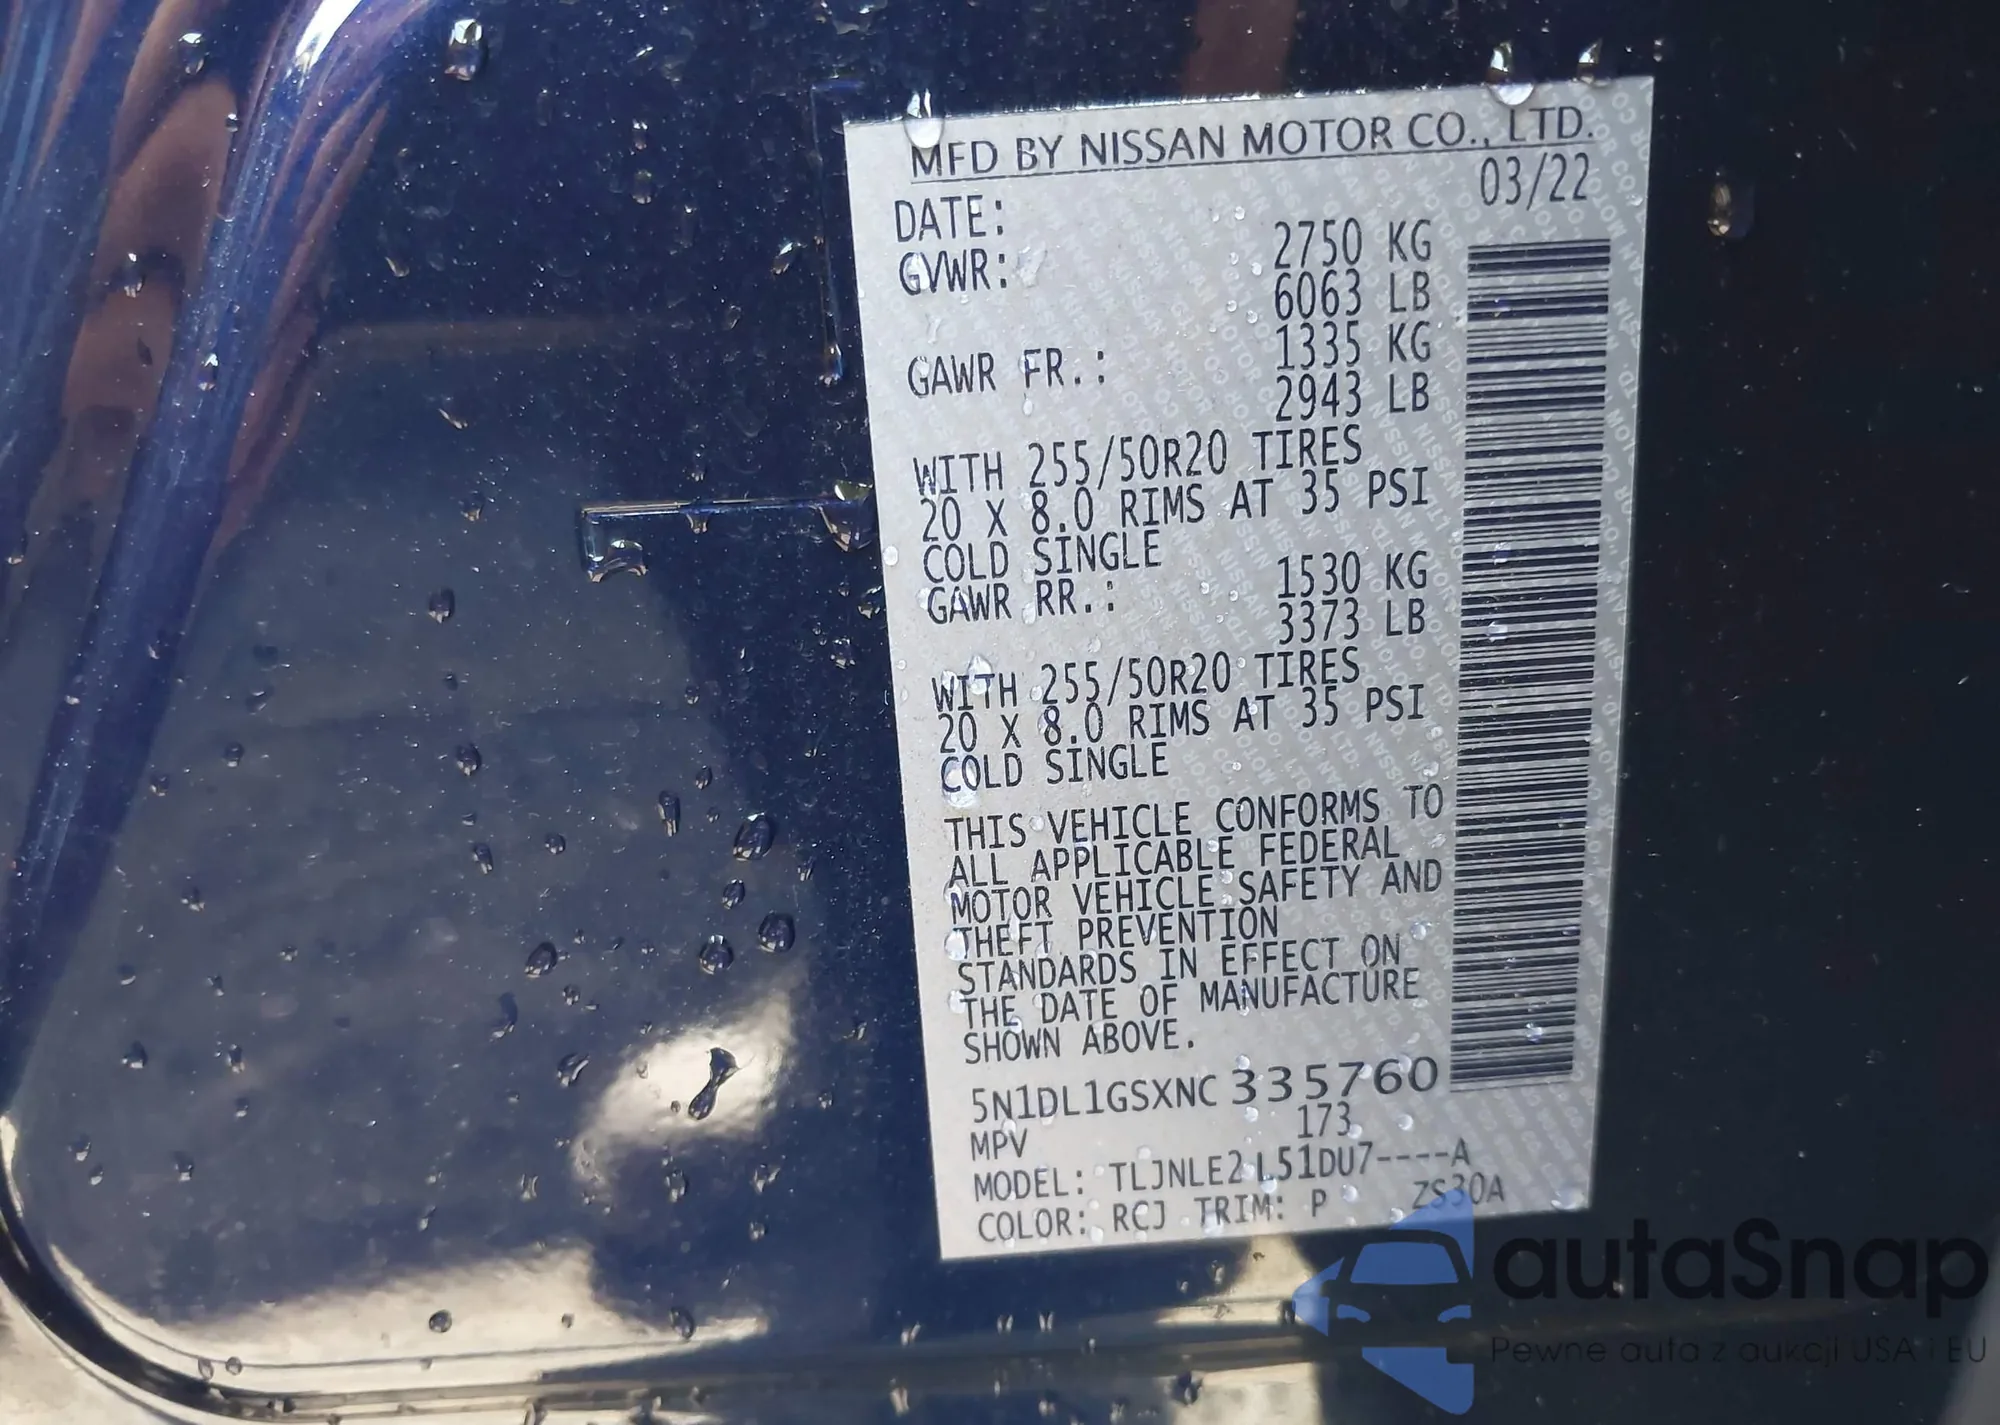 MFD BY NISSAN MOTOR CO., LTD.
DATE: 03/22
GVWR: 2750 KG
6063 LB
GAWR FR.: 1335 KG
2943 LB
WITH 255/50R20 TIRES
20 X 8.0 RIMS AT 35 PSI
COLD SINGLE
GAWR RR.: 1530 KG
3373 LB
WITH 255/50R20 TIRES
20 X 8.0 RIMS AT 35 PSI
COLD SINGLE
THIS VEHICLE CONFORMS TO
ALL APPLICABLE FEDERAL
MOTOR VEHICLE SAFETY AND
THEFT PREVENTION
STANDARDS IN EFFECT ON
THE DATE OF MANUFACTURE
SHOWN ABOVE.
5N1DL1GSXNC335760
MPV 173
MODEL: TLJNLE2 L51DU7----A
COLOR: RCJ TRIM: P ZS30A
autaSnap
Pewne auta z aukcji USA i EU